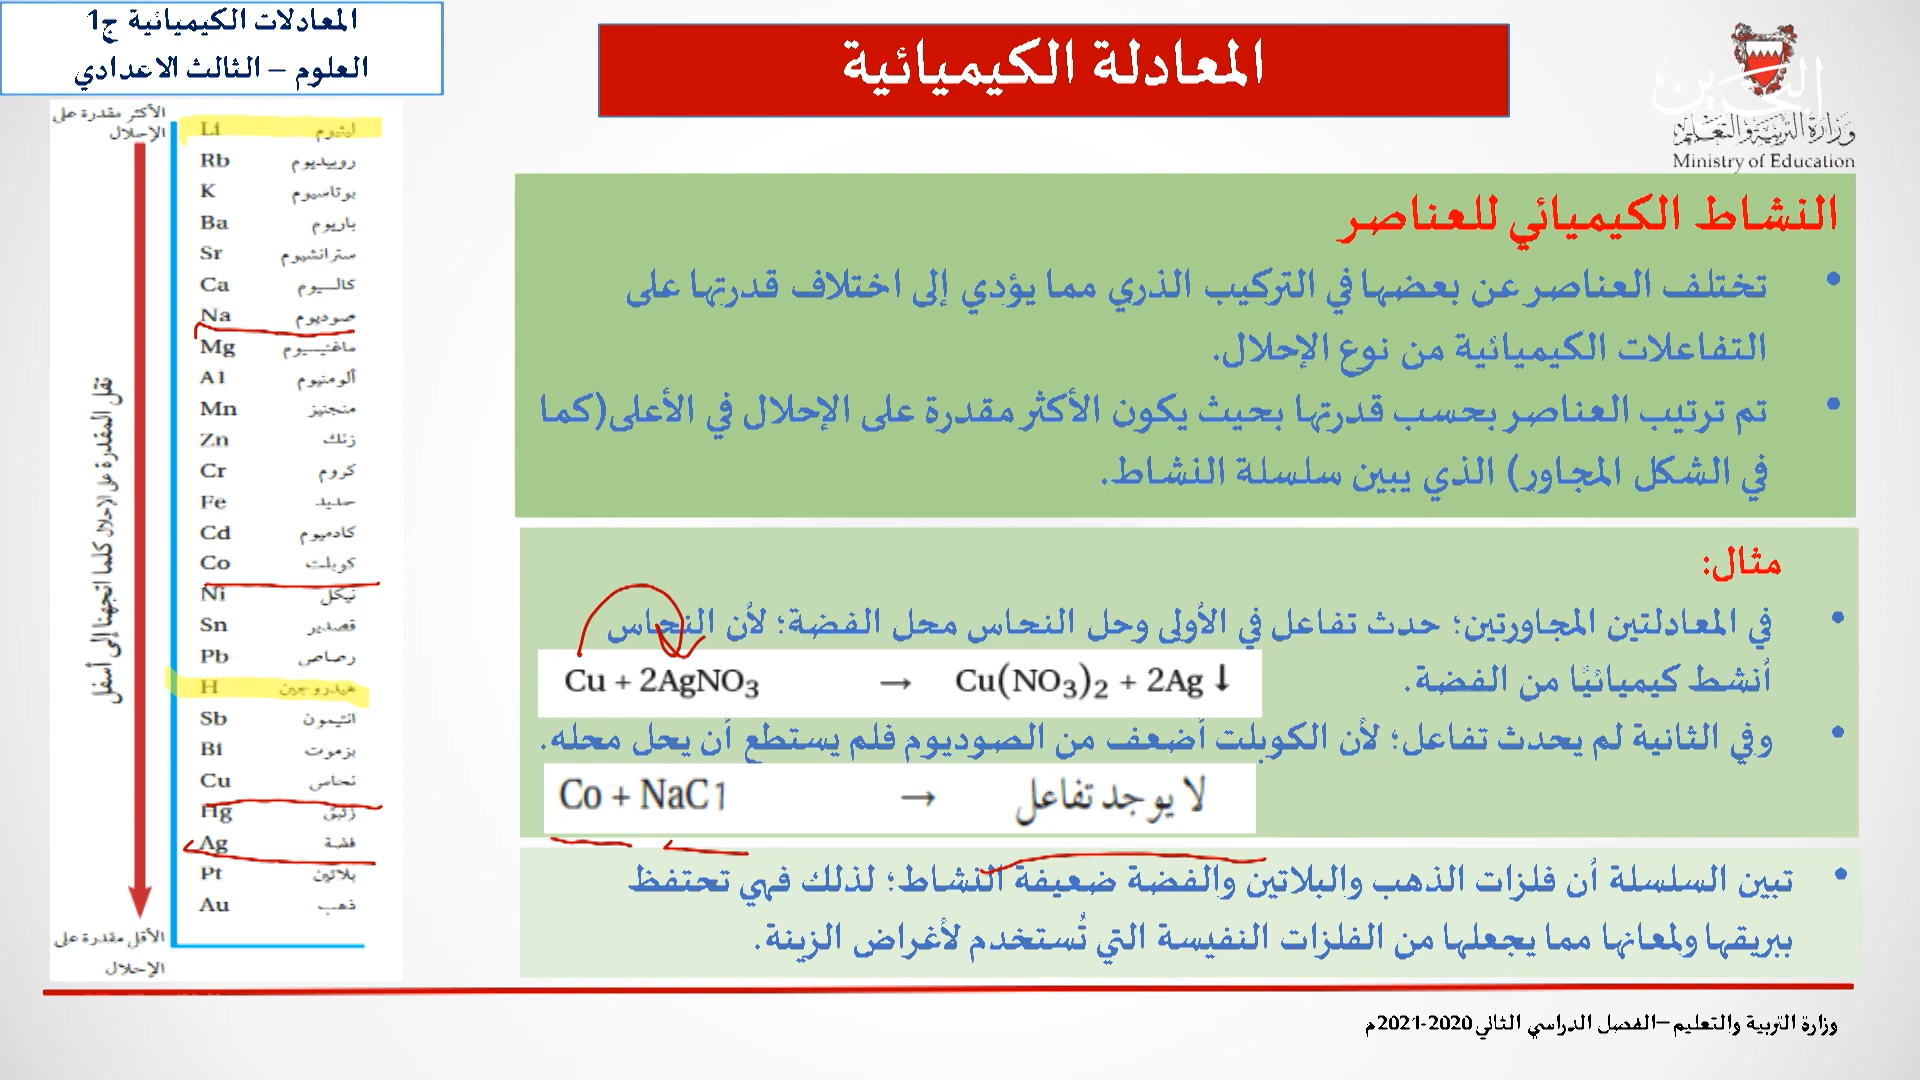 المعادلات الكيميائية ج1
العلوم – الثالث الاعدادي
المعادلة الكيميائية
البحرين
وزارة التربية والتعليم
Ministry of Education
الأكثر مقدرة على
الإحلال
Li ليثيوم
Rb روبيديوم
K بوتاسيوم
Ba باريوم
Sr سترانشيوم
Ca كالسيوم
Na صوديوم
Mg ماغنيسيوم
Al ألومنيوم
Mn منجنيز
Zn زنك
Cr كروم
Fe حديد
Cd كادميوم
Co كوبلت
Ni نيكل
Sn قصدير
Pb رصاص
H هيدروجين
Sb انتيمون
Bi بزموت
Cu نحاس
Hg زئبق
Ag فضة
Pt بلاتين
Au ذهب
تقل المقدرة على الإحلال كلما اتجهنا إلى أسفل
الأقل مقدرة على
الإحلال
النشاط الكيميائي للعناصر
• تختلف العناصر عن بعضها في التركيب الذري مما يؤدي إلى اختلاف قدرتها على
التفاعلات الكيميائية من نوع الإحلال.
• تم ترتيب العناصر بحسب قدرتها بحيث يكون الأكثر مقدرة على الإحلال في الأعلى(كما
في الشكل المجاور) الذي يبين سلسلة النشاط.
مثال:
• في المعادلتين المجاورتين؛ حدث تفاعل في الأولى وحل النحاس محل الفضة؛ لأن النحاس
أنشط كيميائيًا من الفضة.
Cu + 2AgNO₃ → Cu(NO₃)₂ + 2Ag ↓
• وفي الثانية لم يحدث تفاعل؛ لأن الكوبلت أضعف من الصوديوم فلم يستطع أن يحل محله.
Co + NaCl → لا يوجد تفاعل
• تبين السلسلة أن فلزات الذهب والبلاتين والفضة ضعيفة النشاط؛ لذلك فهي تحتفظ
ببريقها ولمعانها مما يجعلها من الفلزات النفيسة التي تُستخدم لأغراض الزينة.
وزارة التربية والتعليم –الفصل الدراسي الثاني 2020-2021م